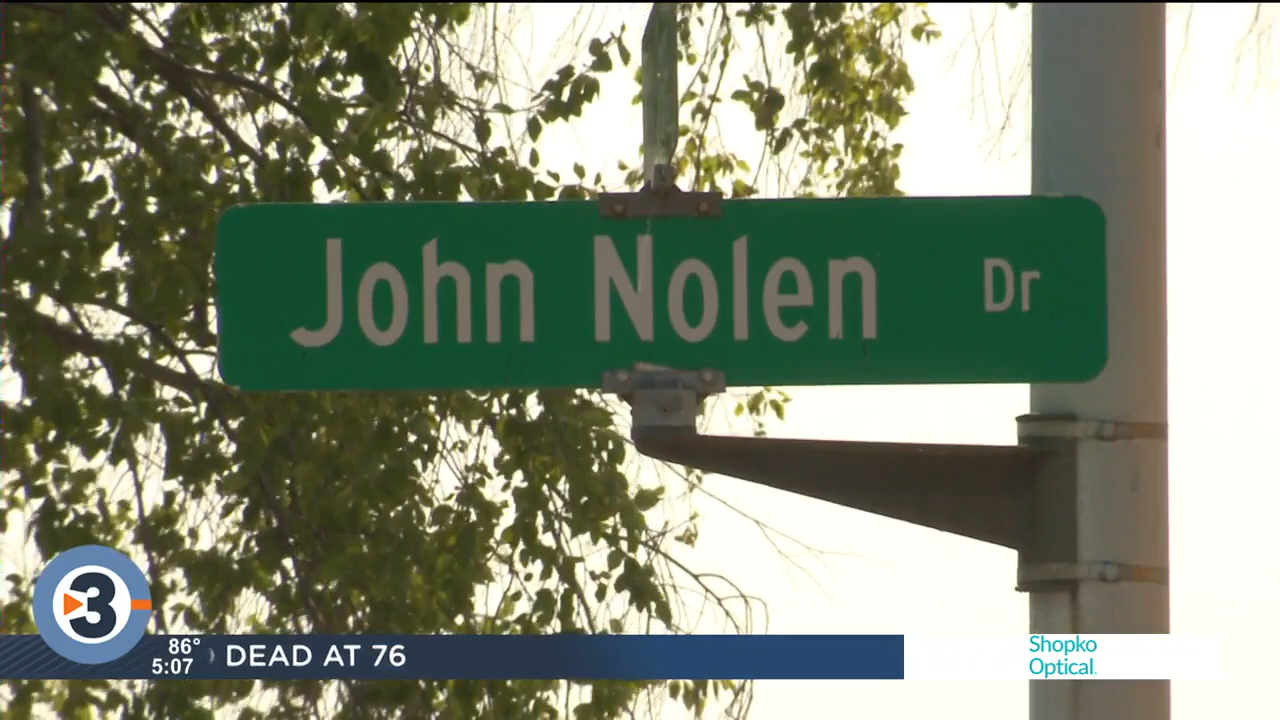 John Nolen Dr
3
86°
5:07
DEAD AT 76
Shopko
Optical